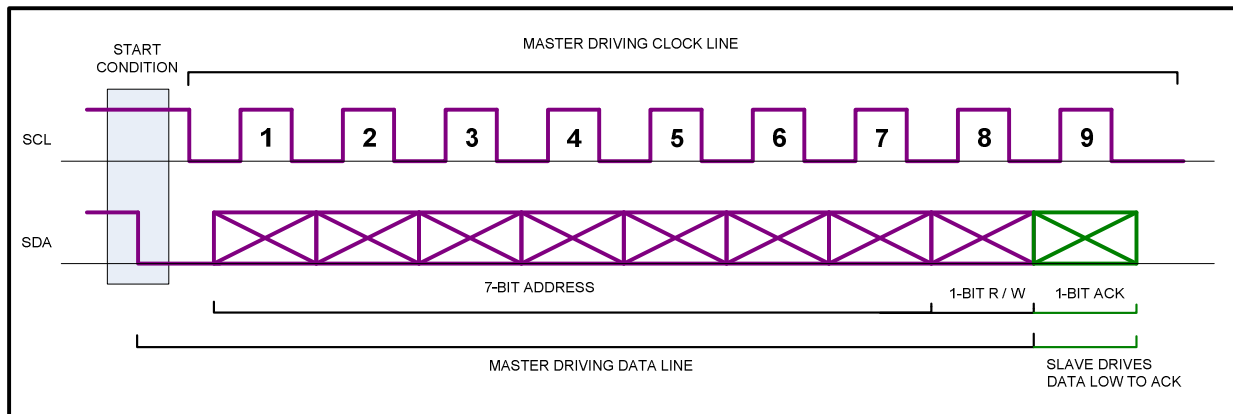 START
CONDITION
MASTER DRIVING CLOCK LINE
SCL
1 2 3 4 5 6 7 8 9
SDA
7-BIT ADDRESS
1-BIT R / W
1-BIT ACK
MASTER DRIVING DATA LINE
SLAVE DRIVES
DATA LOW TO ACK